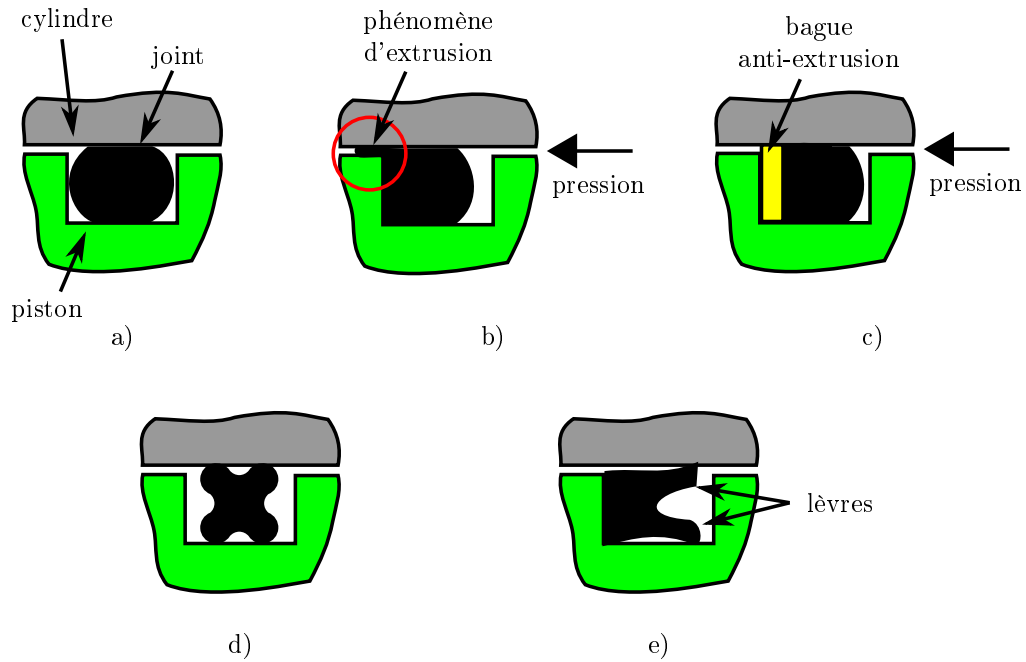 cylindre
joint
piston
a)
phénomène
d'extrusion
pression
b)
bague
anti-extrusion
pression
c)
d)
lèvres
e)